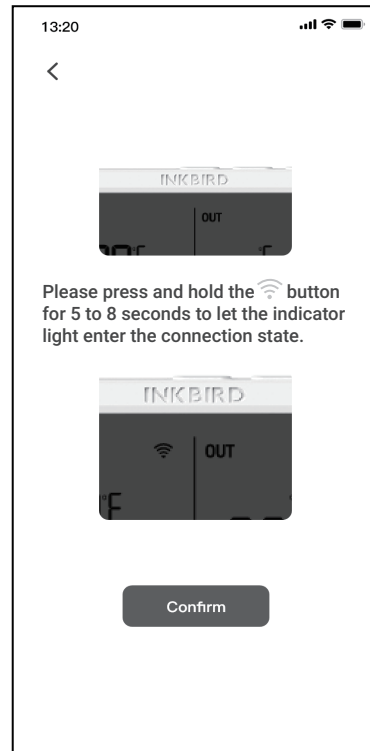 13:20
INKBIRD
OUT
°F
Please press and hold the button
for 5 to 8 seconds to let the indicator
light enter the connection state.
INKBIRD
OUT
°F
Confirm